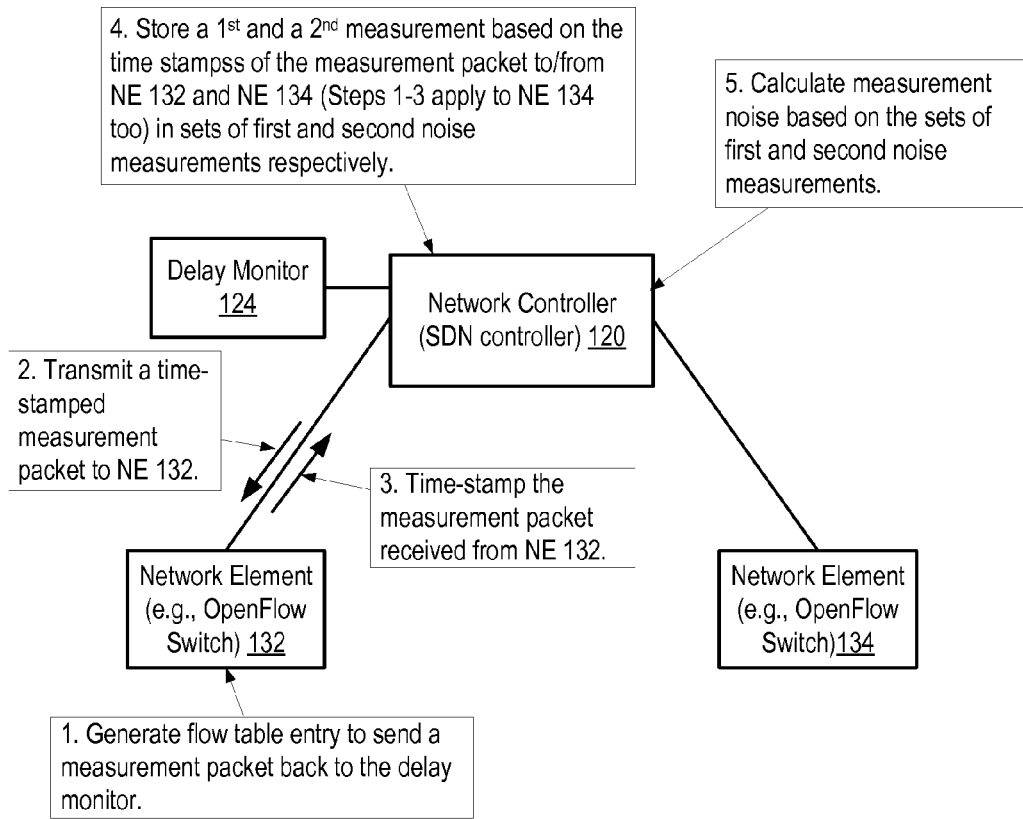 4. Store a 1st and a 2nd measurement based on the
time stampss of the measurement packet to/from
NE 132 and NE 134 (Steps 1-3 apply to NE 134
too) in sets of first and second noise
measurements respectively.
5. Calculate measurement
noise based on the sets of
first and second noise
measurements.
Delay Monitor
124
Network Controller
(SDN controller) 120
2. Transmit a time-
stamped
measurement
packet to NE 132.
3. Time-stamp the
measurement packet
received from NE 132.
Network Element
(e.g., OpenFlow
Switch) 132
Network Element
(e.g., OpenFlow
Switch)134
1. Generate flow table entry to send a
measurement packet back to the delay
monitor.